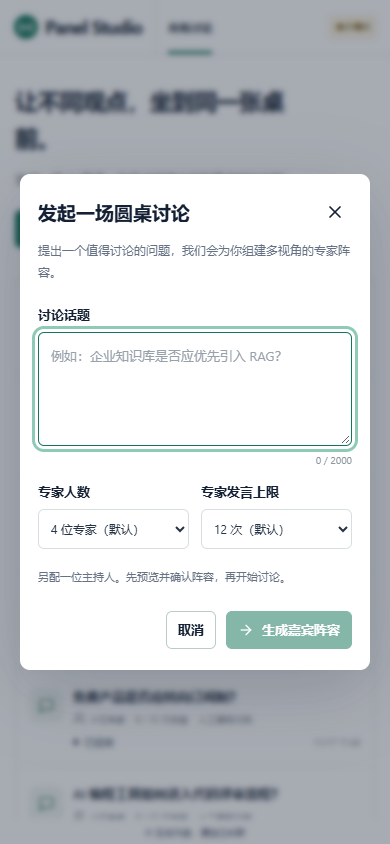 Panel Studio
让不同观点，坐到同一张桌
前。
发起一场圆桌讨论
提出一个值得讨论的问题，我们会为你组建多视角的专家阵
容。
讨论话题
例如：企业知识库是否应优先引入 RAG？
0 / 2000
专家人数
专家发言上限
4 位专家（默认）
12 次（默认）
另配一位主持人。先预览并确认阵容，再开始讨论。
取消
生成嘉宾阵容